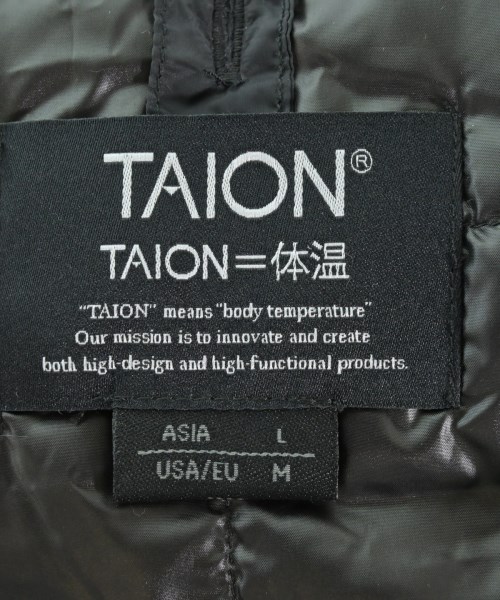 TAION®
TAION=体温
"TAION" means "body temperature"
Our mission is to innovate and create
both high-design and high-functional products.
ASIA L
USA/EU M